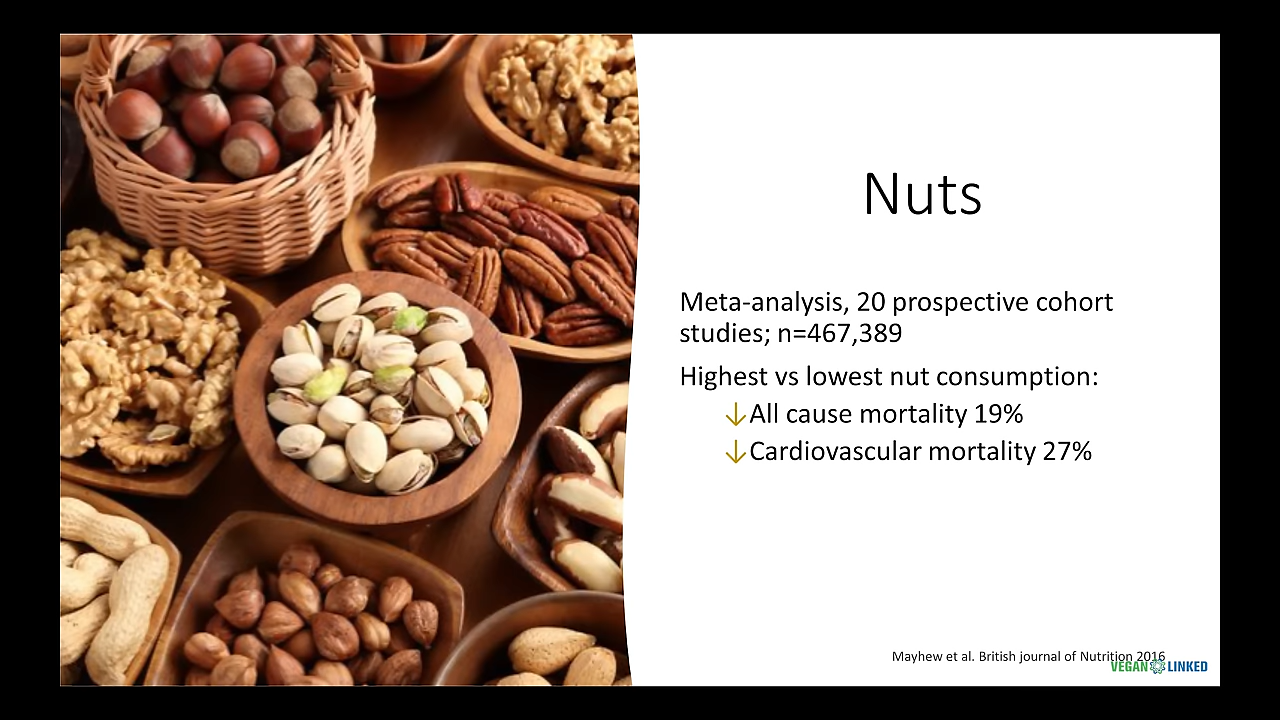 Nuts
Meta-analysis, 20 prospective cohort
studies; n=467,389
Highest vs lowest nut consumption:
↓All cause mortality 19%
↓Cardiovascular mortality 27%
Mayhew et al. British journal of Nutrition 2016
VEGAN LINKED